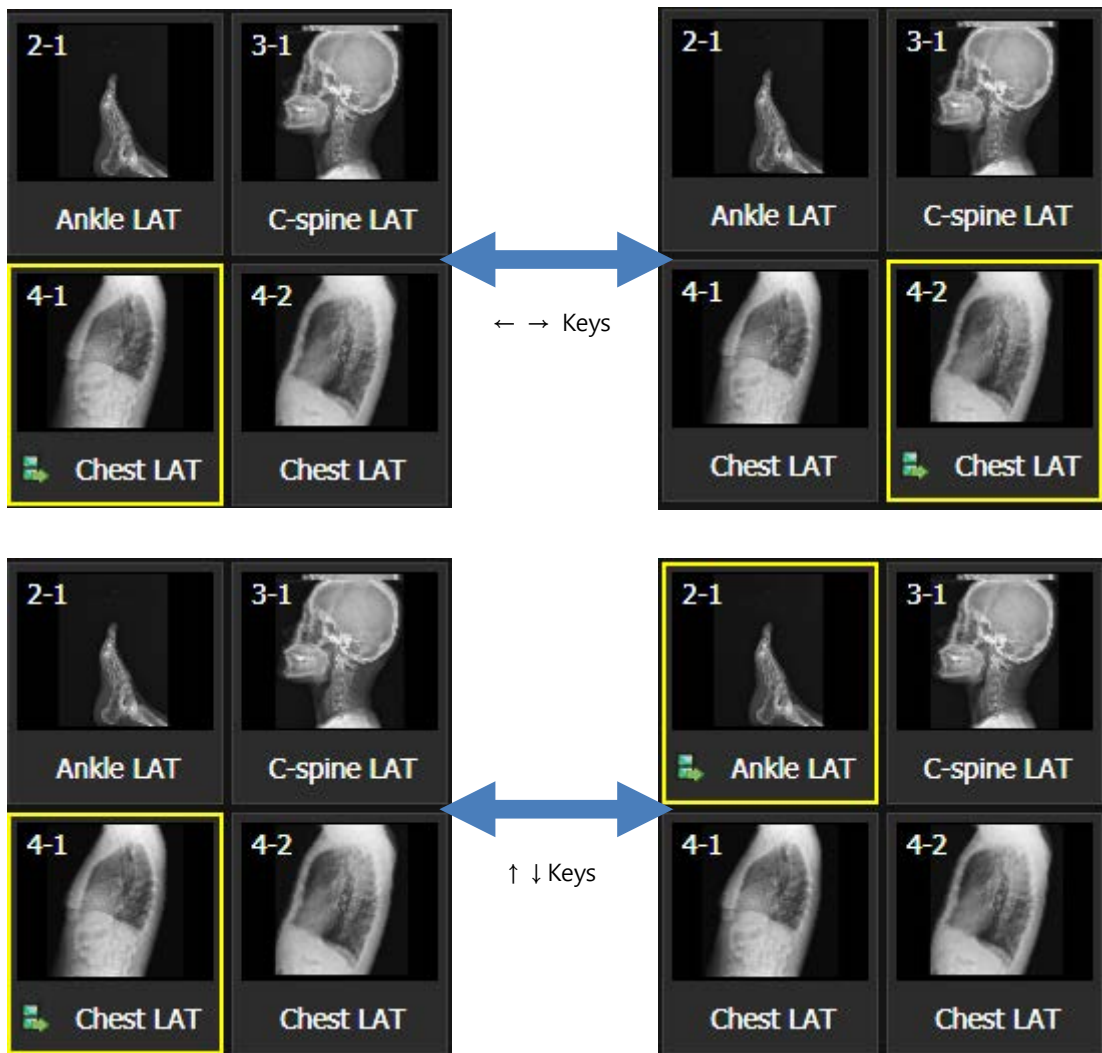 2-1
3-1
Ankle LAT
C-spine LAT
4-1
4-2
Chest LAT
Chest LAT
← → Keys
2-1
3-1
Ankle LAT
C-spine LAT
4-1
4-2
Chest LAT
Chest LAT
2-1
3-1
Ankle LAT
C-spine LAT
4-1
4-2
Chest LAT
Chest LAT
↑ ↓ Keys
2-1
3-1
Ankle LAT
C-spine LAT
4-1
4-2
Chest LAT
Chest LAT